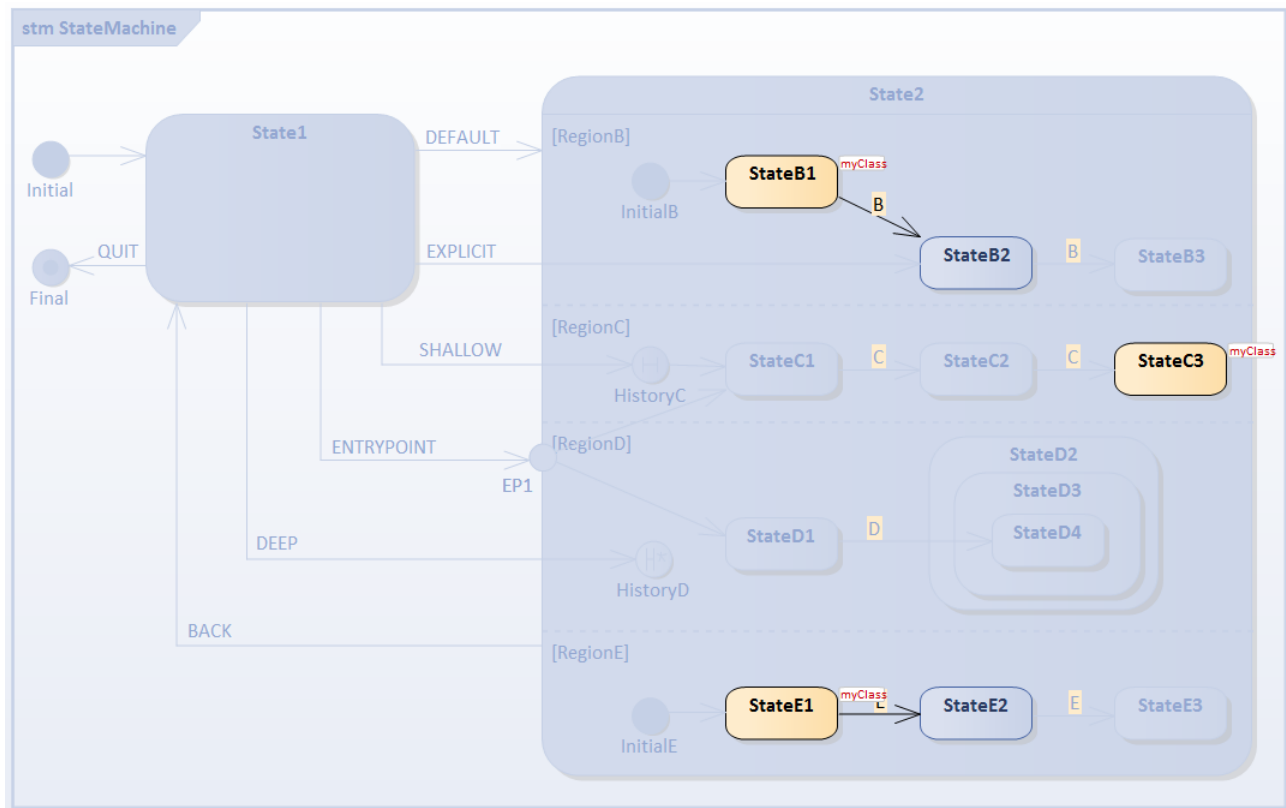 stm StateMachine
State2
State1
DEFAULT
[RegionB]
StateB1
myClass
Initial
InitialB
B
QUIT
EXPLICIT
StateB2
B
StateB3
Final
[RegionC]
SHALLOW
StateC1
C
StateC2
C
StateC3
myClass
H
HistoryC
ENTRYPOINT
[RegionD]
StateD2
EP1
StateD3
StateD1
D
StateD4
DEEP
H*
HistoryD
BACK
[RegionE]
StateE1
myClass
E
StateE2
E
StateE3
InitialE